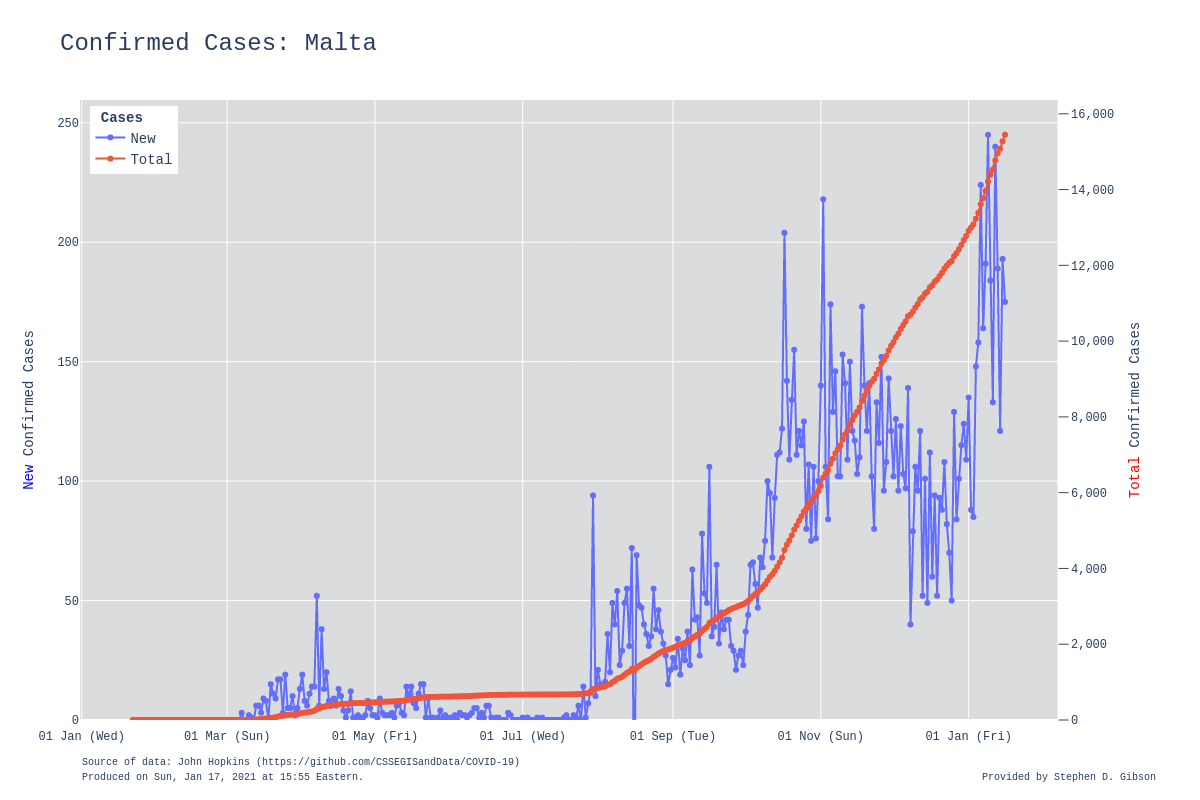 Confirmed Cases: Malta
Cases
New
Total
250
200
150
100
50
0
New Confirmed Cases
16,000
14,000
12,000
10,000
8,000
6,000
4,000
2,000
0
Total Confirmed Cases
01 Jan (Wed)
01 Mar (Sun)
01 May (Fri)
01 Jul (Wed)
01 Sep (Tue)
01 Nov (Sun)
01 Jan (Fri)
Source of data: John Hopkins (https://github.com/CSSEGISandData/COVID-19)
Produced on Sun, Jan 17, 2021 at 15:55 Eastern.
Provided by Stephen D. Gibson